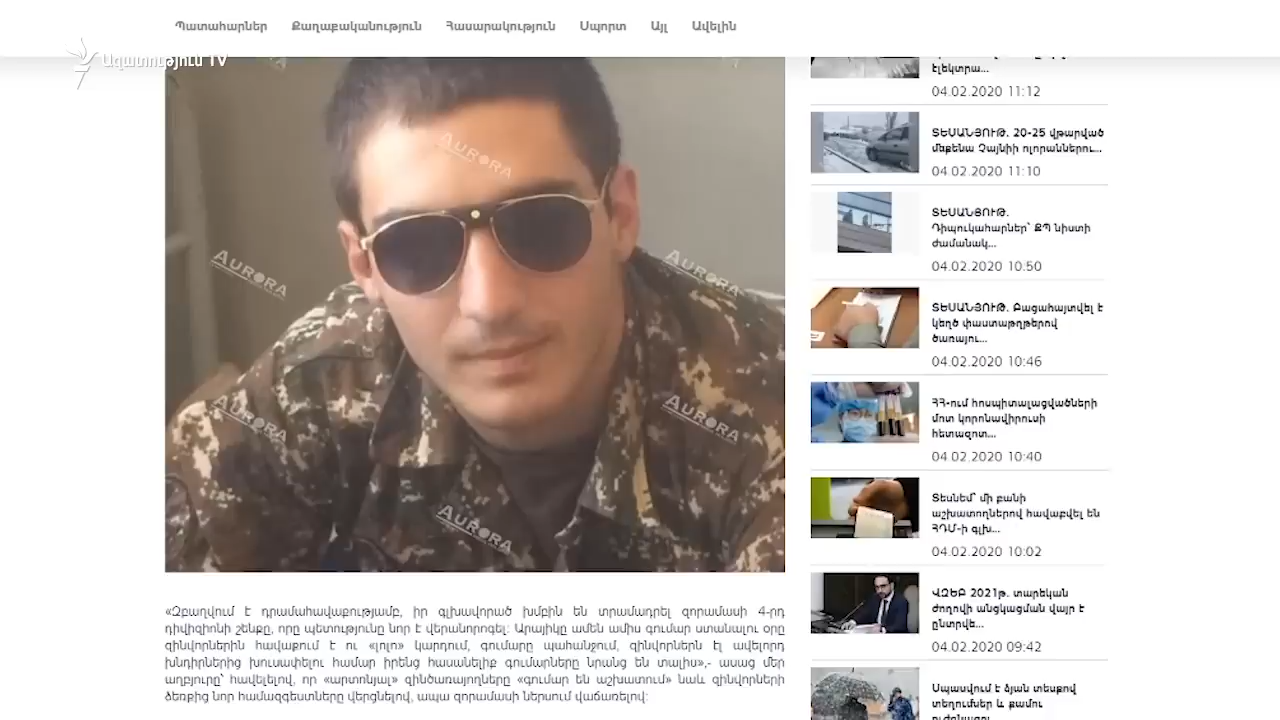 Պատահարներ Քաղաքականություն Հասարակություն Սպորտ Այլ Ավելին
Ազատություն TV
AURORA
AURORA
AURORA
AURORA
AURORA
AURORA
«Զբաղվում է դրամահավաքությամբ, իր գլխավորած խմբին են տրամադրել զորամասի 4-րդ
դիվիզիոնի շենքը, որը պետությունը նոր է վերանորոգել։ Արայիկը ամեն ամիս գումար ստանալու օրը
զինվորներին հավաքում է ու «լոլո» կարդում, գումարը պահանջում, զինվորներն էլ ավելորդ
խնդիրներից խուսափելու համար իրենց հասանելիք գումարները նրանց են տալիս»,- ասաց մեր
աղբյուրը՝ հավելելով, որ «արտոնյալ» զինծառայողները «գումար են աշխատում» նաև զինվորների
ձեռքից նոր համազգեստները վերցնելով, ապա զորամասի ներսում վաճառելով։
էլեկտրա...
04.02.2020 11:12
ՏԵՍԱՆՅՈՒԹ. 20-25 վթարված
մեքենա Չայնիի ոլորաններու...
04.02.2020 11:10
ՏԵՍԱՆՅՈՒԹ.
Դիպուկահարներ՝ ՔՊ նիստի
ժամանակ...
04.02.2020 10:50
ՏԵՍԱՆՅՈՒԹ. Բացահայտվել է
կեղծ փաստաթղթերով
ծառայու...
04.02.2020 10:46
ՀՀ-ում հոսպիտալացվածների
մոտ կորոնավիրուսի
հետազոտ...
04.02.2020 10:40
Տեսնեմ՝ մի քանի
աշխատողներով հավաքվել են
ՀԴՄ-ի գլխ...
04.02.2020 10:02
ՎԶԵԲ 2021թ. տարեկան
ժողովի անցկացման վայր է
ընտրվե...
04.02.2020 09:42
Սպասվում է ձյան տեսքով
տեղումներ և քամու